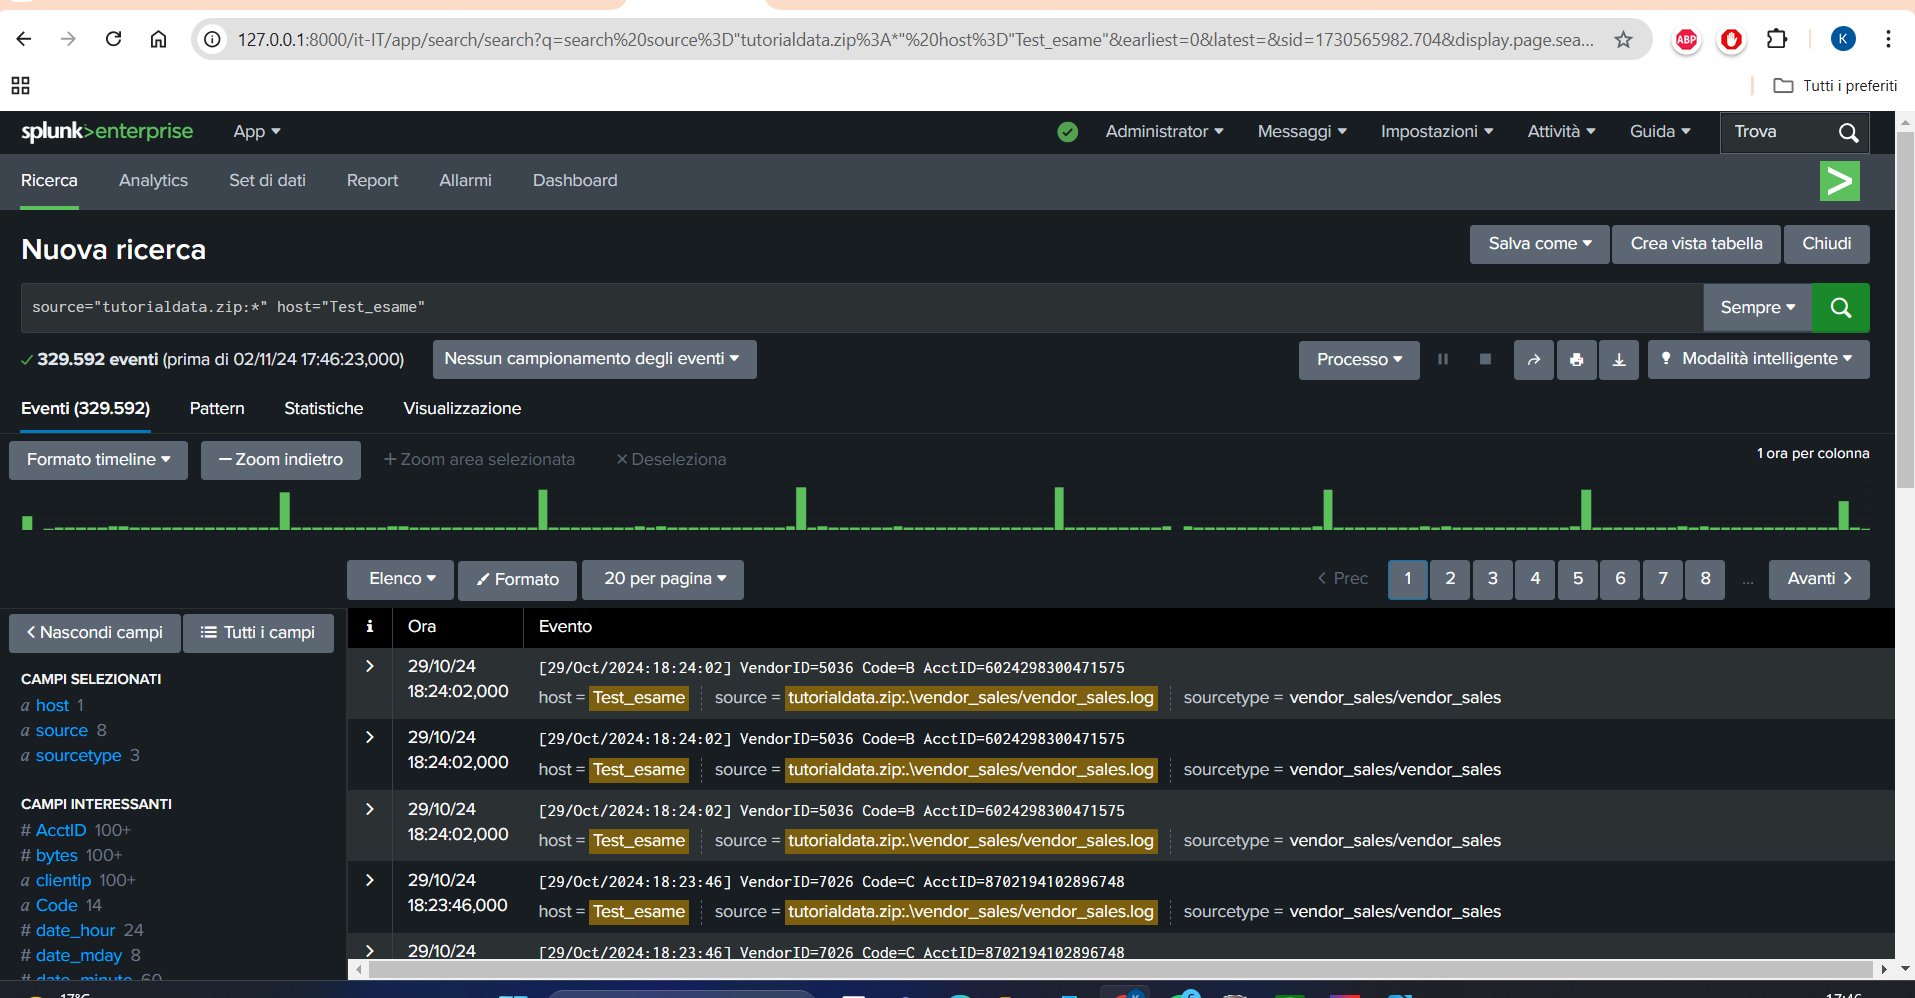 127.0.0.1:8000/it-IT/app/search/search?q=search%20source%3D"tutorialdata.zip%3A*"%20host%3D"Test_esame"&earliest=0&latest=&sid=1730565982.704&display.page.sea...
ABP
K
Tutti i preferiti
splunk>enterprise App
Administrator Messaggi Impostazioni Attività Guida Trova
Ricerca Analytics Set di dati Report Allarmi Dashboard
Nuova ricerca
Salva come Crea vista tabella Chiudi
source="tutorialdata.zip:*" host="Test_esame"
Sempre
329.592 eventi (prima di 02/11/24 17:46:23,000) Nessun campionamento degli eventi
Processo Modalità intelligente
Eventi (329.592) Pattern Statistiche Visualizzazione
Formato timeline — Zoom indietro + Zoom area selezionata × Deseleziona
1 ora per colonna
Elenco Formato 20 per pagina
< Prec 1 2 3 4 5 6 7 8 ... Avanti >
< Nascondi campi Tutti i campi
CAMPI SELEZIONATI
a host 1
a source 8
a sourcetype 3
CAMPI INTERESSANTI
# AcctID 100+
# bytes 100+
a clientip 100+
a Code 14
# date_hour 24
# date_mday 8
# date_minute 60
i Ora Evento
> 29/10/24 18:24:02,000
[29/Oct/2024:18:24:02] VendorID=5036 Code=B AcctID=6024298300471575
host = Test_esame source = tutorialdata.zip:.\vendor_sales/vendor_sales.log sourcetype = vendor_sales/vendor_sales
> 29/10/24 18:24:02,000
[29/Oct/2024:18:24:02] VendorID=5036 Code=B AcctID=6024298300471575
host = Test_esame source = tutorialdata.zip:.\vendor_sales/vendor_sales.log sourcetype = vendor_sales/vendor_sales
> 29/10/24 18:24:02,000
[29/Oct/2024:18:24:02] VendorID=5036 Code=B AcctID=6024298300471575
host = Test_esame source = tutorialdata.zip:.\vendor_sales/vendor_sales.log sourcetype = vendor_sales/vendor_sales
> 29/10/24 18:23:46,000
[29/Oct/2024:18:23:46] VendorID=7026 Code=C AcctID=8702194102896748
host = Test_esame source = tutorialdata.zip:.\vendor_sales/vendor_sales.log sourcetype = vendor_sales/vendor_sales
> 29/10/24
[29/Oct/2024:18:23:46] VendorID=7026 Code=C AcctID=8702194102896748
17°C
17:46